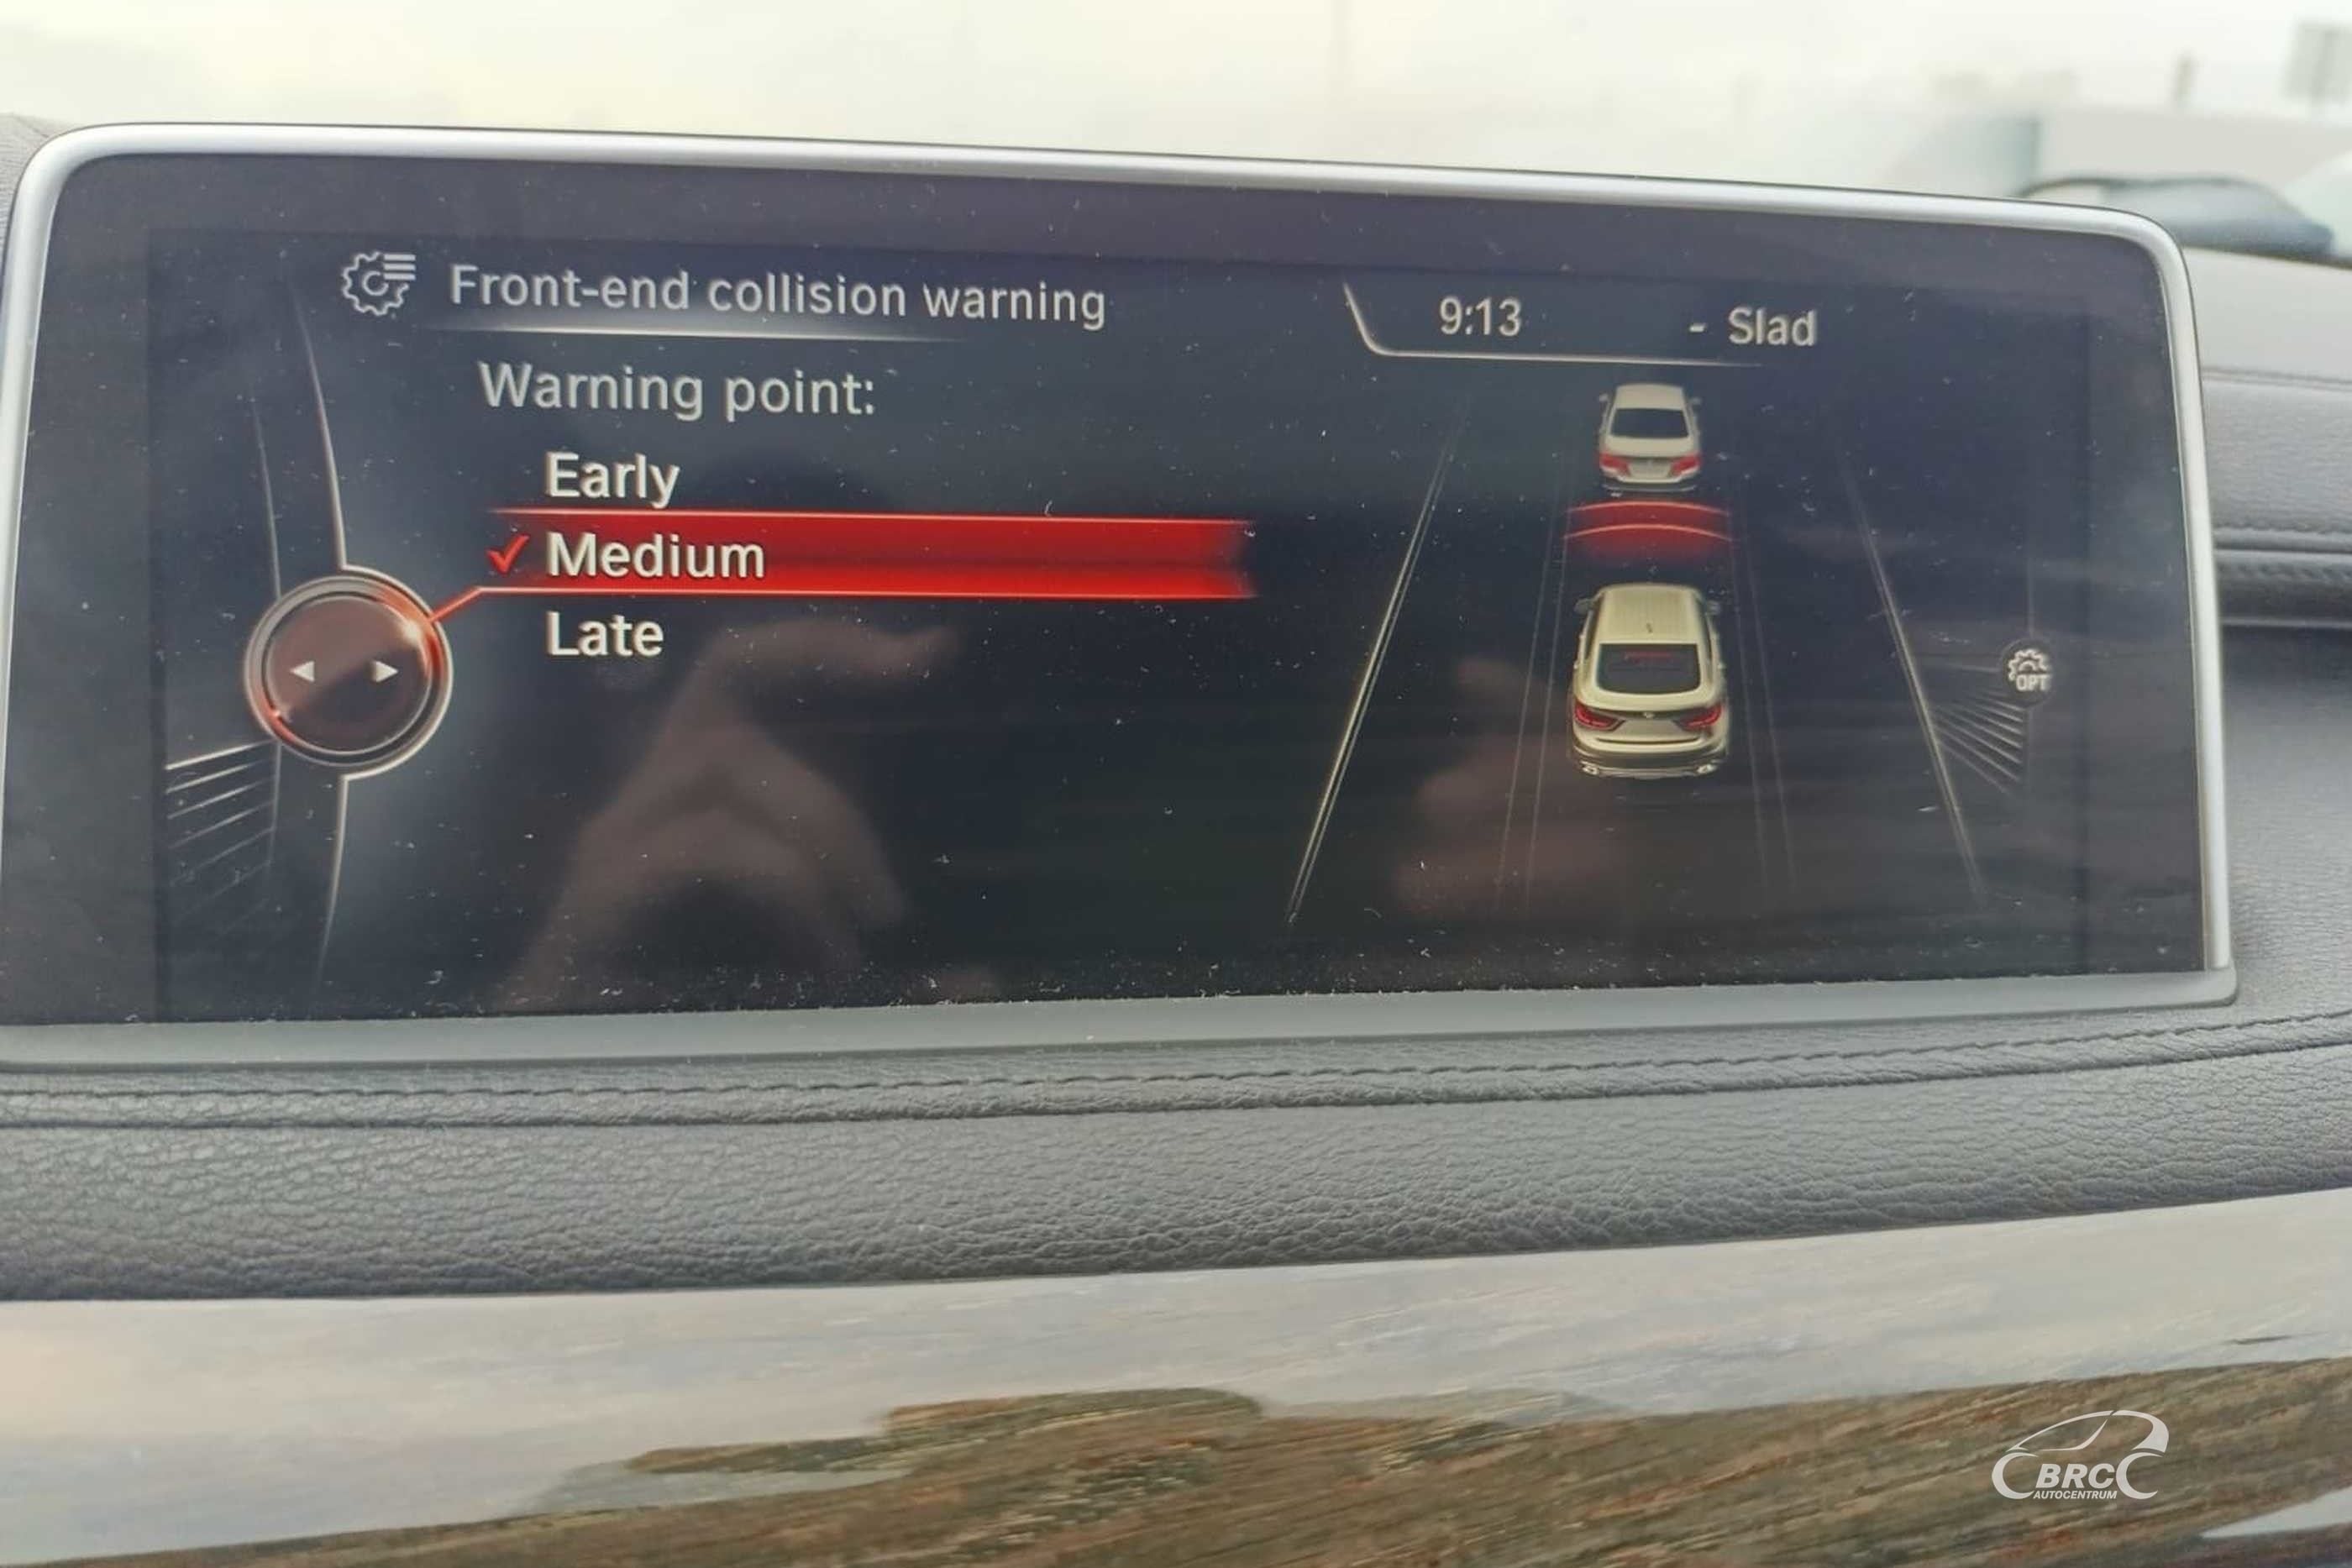 Front-end collision warning
9:13 - Slad
Warning point:
Early
✓ Medium
Late
OPT
BRC
AUTOCENTRUM